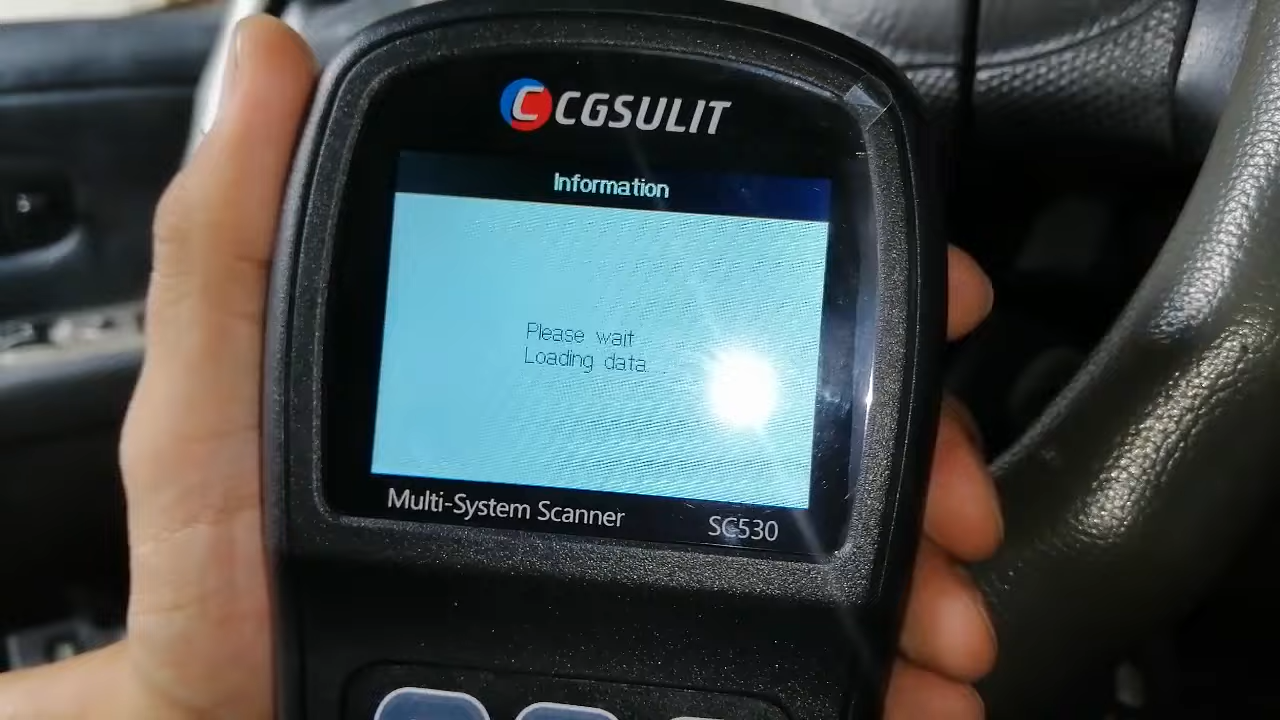 CGSULIT
Information
Please wait
Loading data...
Multi-System Scanner SC530